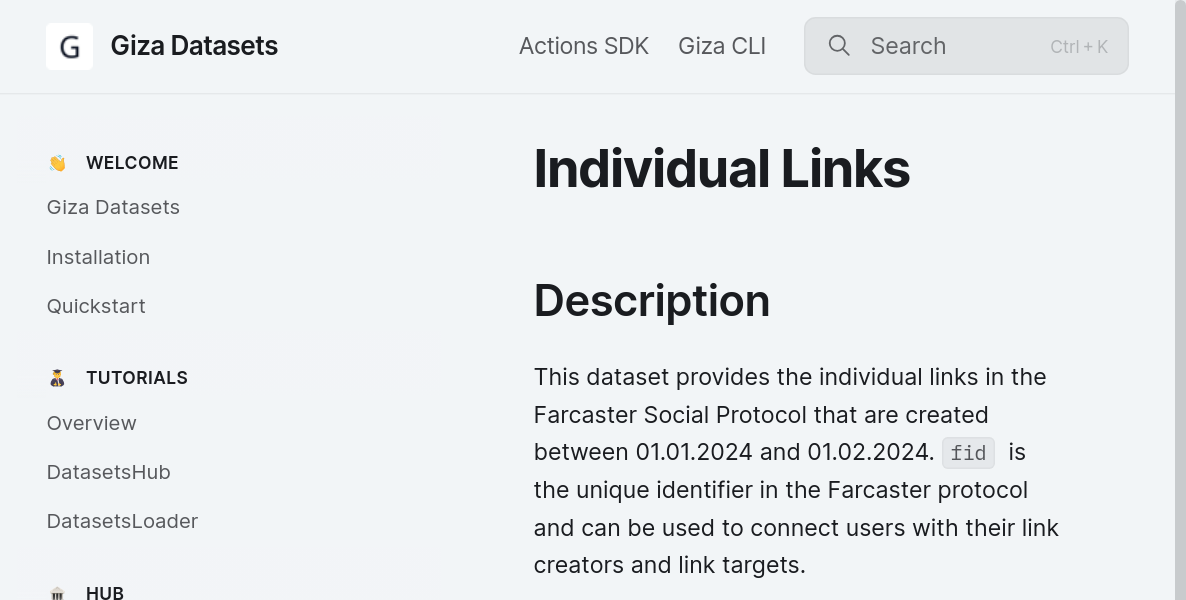 G Giza Datasets
Actions SDK Giza CLI Search Ctrl + K
WELCOME
Giza Datasets
Installation
Quickstart
TUTORIALS
Overview
DatasetsHub
DatasetsLoader
HUB
Individual Links
Description
This dataset provides the individual links in the
Farcaster Social Protocol that are created
between 01.01.2024 and 01.02.2024. fid is
the unique identifier in the Farcaster protocol
and can be used to connect users with their link
creators and link targets.